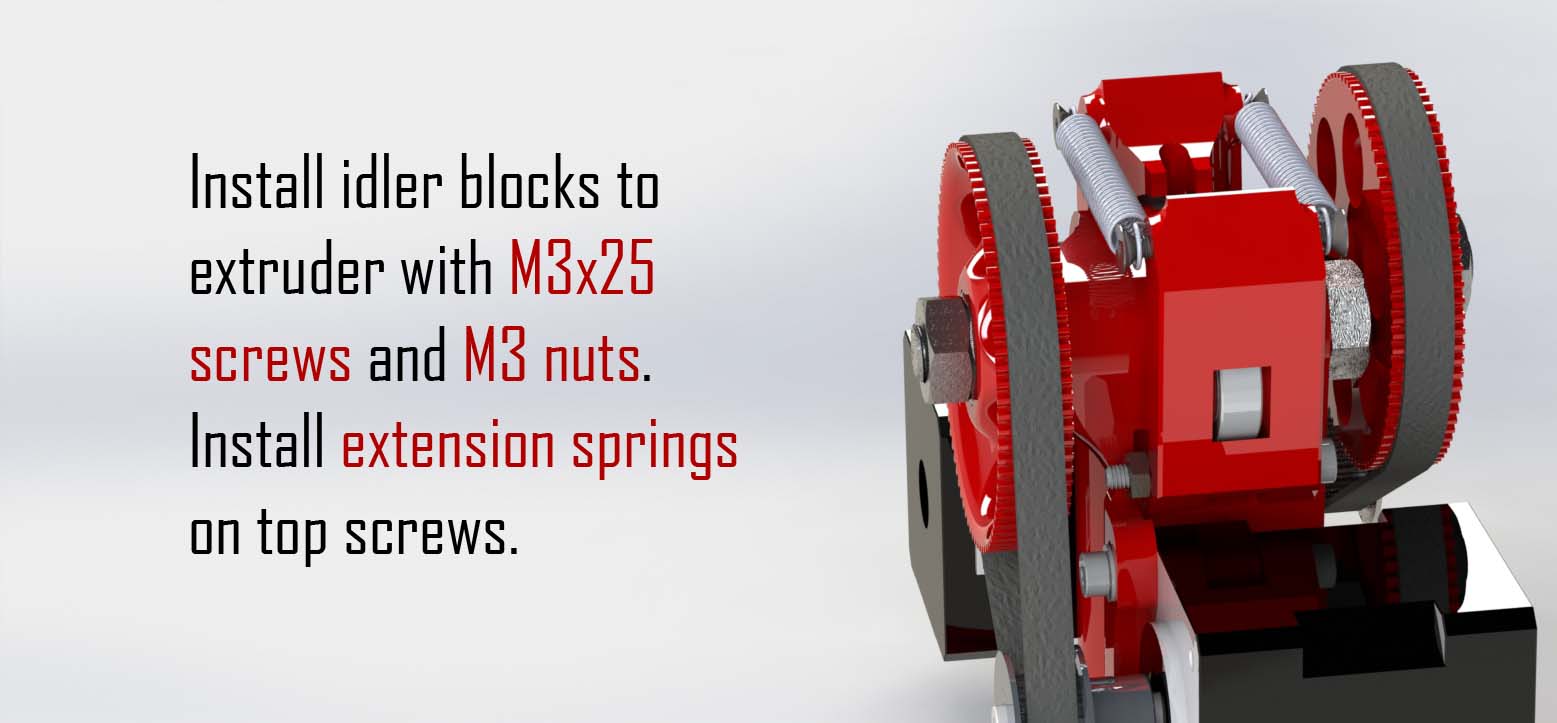 Install idler blocks to
extruder with M3x25
screws and M3 nuts.
Install extension springs
on top screws.